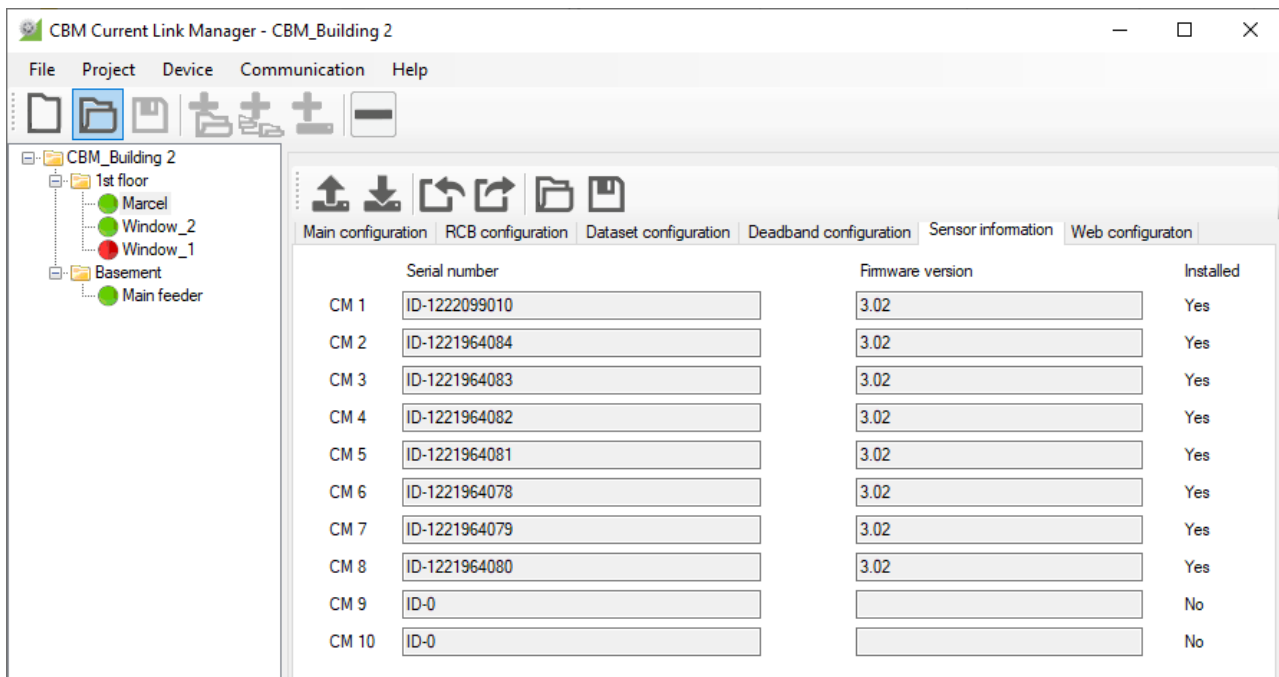 CBM Current Link Manager - CBM_Building 2
File Project Device Communication Help
CBM_Building 2
1st floor
Marcel
Window_2
Window_1
Basement
Main feeder
Main configuration RCB configuration Dataset configuration Deadband configuration Sensor information Web configuraton
Serial number Firmware version Installed
CM 1 ID-1222099010 3.02 Yes
CM 2 ID-1221964084 3.02 Yes
CM 3 ID-1221964083 3.02 Yes
CM 4 ID-1221964082 3.02 Yes
CM 5 ID-1221964081 3.02 Yes
CM 6 ID-1221964078 3.02 Yes
CM 7 ID-1221964079 3.02 Yes
CM 8 ID-1221964080 3.02 Yes
CM 9 ID-0 No
CM 10 ID-0 No